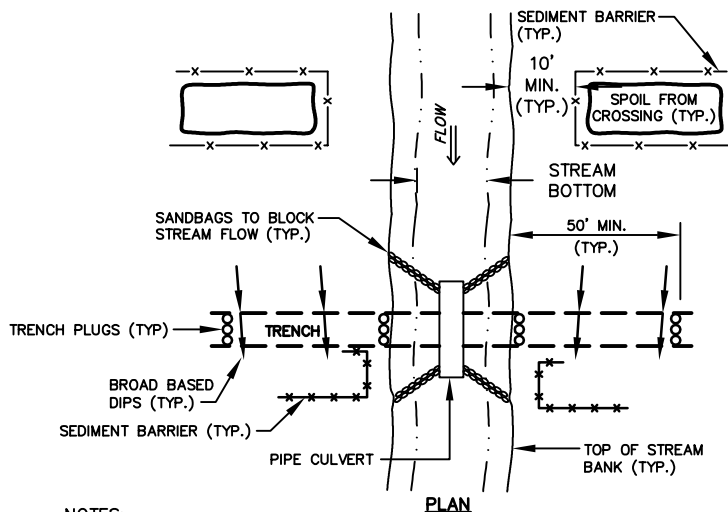 SEDIMENT BARRIER
(TYP.)
10'
MIN.
(TYP.)
SPOIL FROM
CROSSING (TYP.)
FLOW
STREAM
BOTTOM
SANDBAGS TO BLOCK
STREAM FLOW (TYP.)
50' MIN.
(TYP.)
TRENCH PLUGS (TYP)
TRENCH
BROAD BASED
DIPS (TYP.)
SEDIMENT BARRIER (TYP.)
PIPE CULVERT
TOP OF STREAM
BANK (TYP.)
PLAN
NOTES